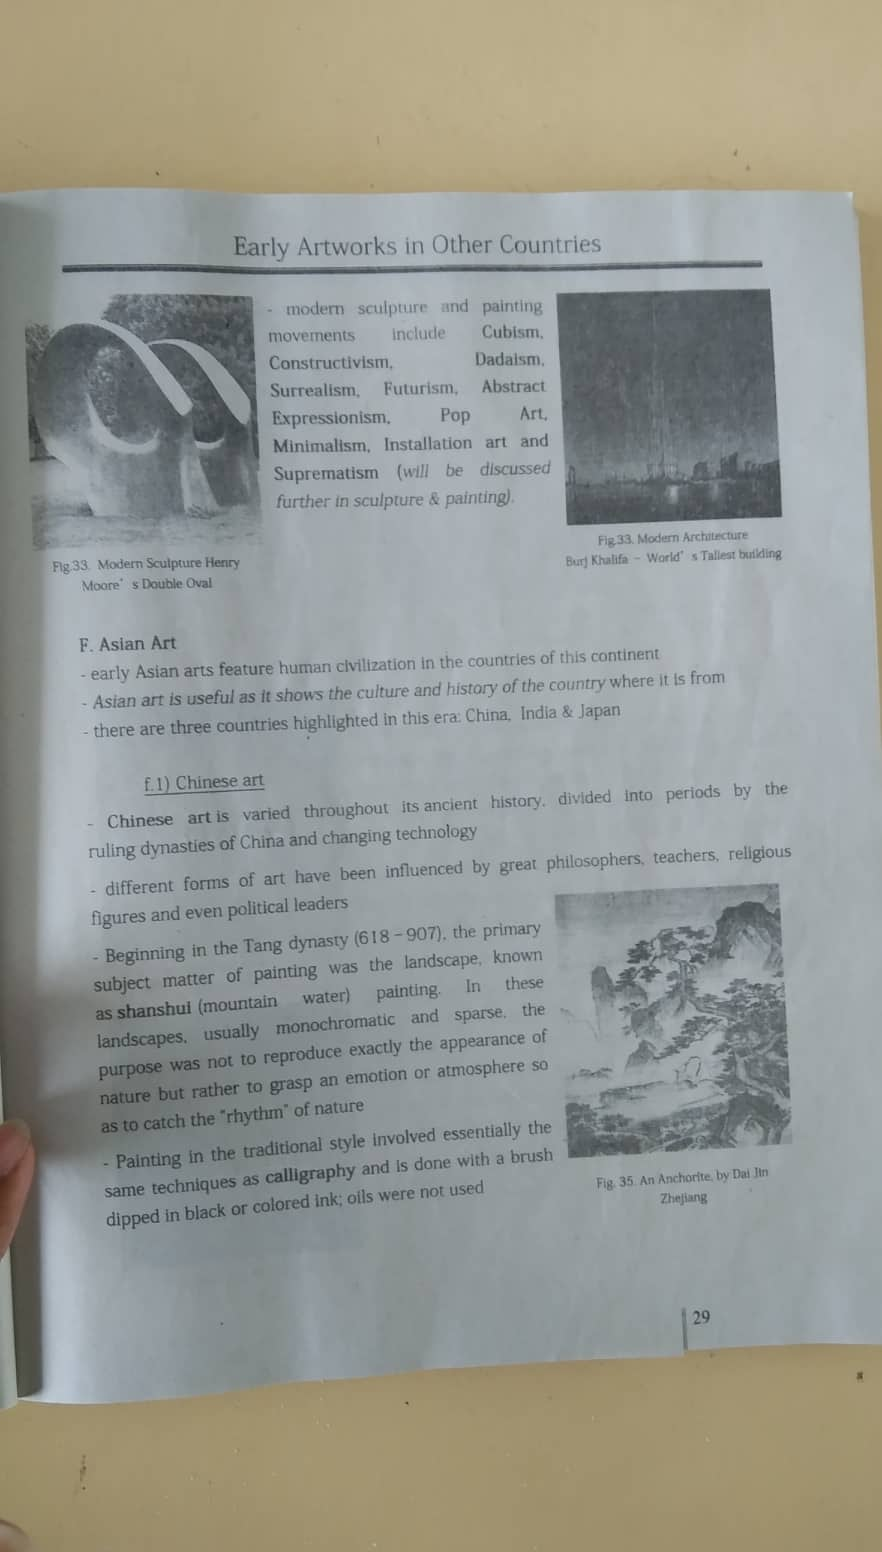 Early Artworks in Other Countries
- modern sculpture and painting
movements include Cubism,
Constructivism, Dadaism,
Surrealism, Futurism, Abstract
Expressionism, Pop Art,
Minimalism, Installation art and
Suprematism (will be discussed
further in sculpture & painting).
Fig.33. Modern Sculpture Henry
Moore's Double Oval
Fig.33. Modern Architecture
Burj Khalifa - World's Tallest building
F. Asian Art
- early Asian arts feature human civilization in the countries of this continent
- Asian art is useful as it shows the culture and history of the country where it is from
- there are three countries highlighted in this era: China, India & Japan
f.1) Chinese art
- Chinese art is varied throughout its ancient history, divided into periods by the
ruling dynasties of China and changing technology
- different forms of art have been influenced by great philosophers, teachers, religious
figures and even political leaders
- Beginning in the Tang dynasty (618 – 907), the primary
subject matter of painting was the landscape, known
as shanshui (mountain water) painting. In these
landscapes, usually monochromatic and sparse, the
purpose was not to reproduce exactly the appearance of
nature but rather to grasp an emotion or atmosphere so
as to catch the "rhythm" of nature
- Painting in the traditional style involved essentially the
same techniques as calligraphy and is done with a brush
dipped in black or colored ink; oils were not used
Fig. 35. An Anchorite, by Dai Jin
Zhejiang
29